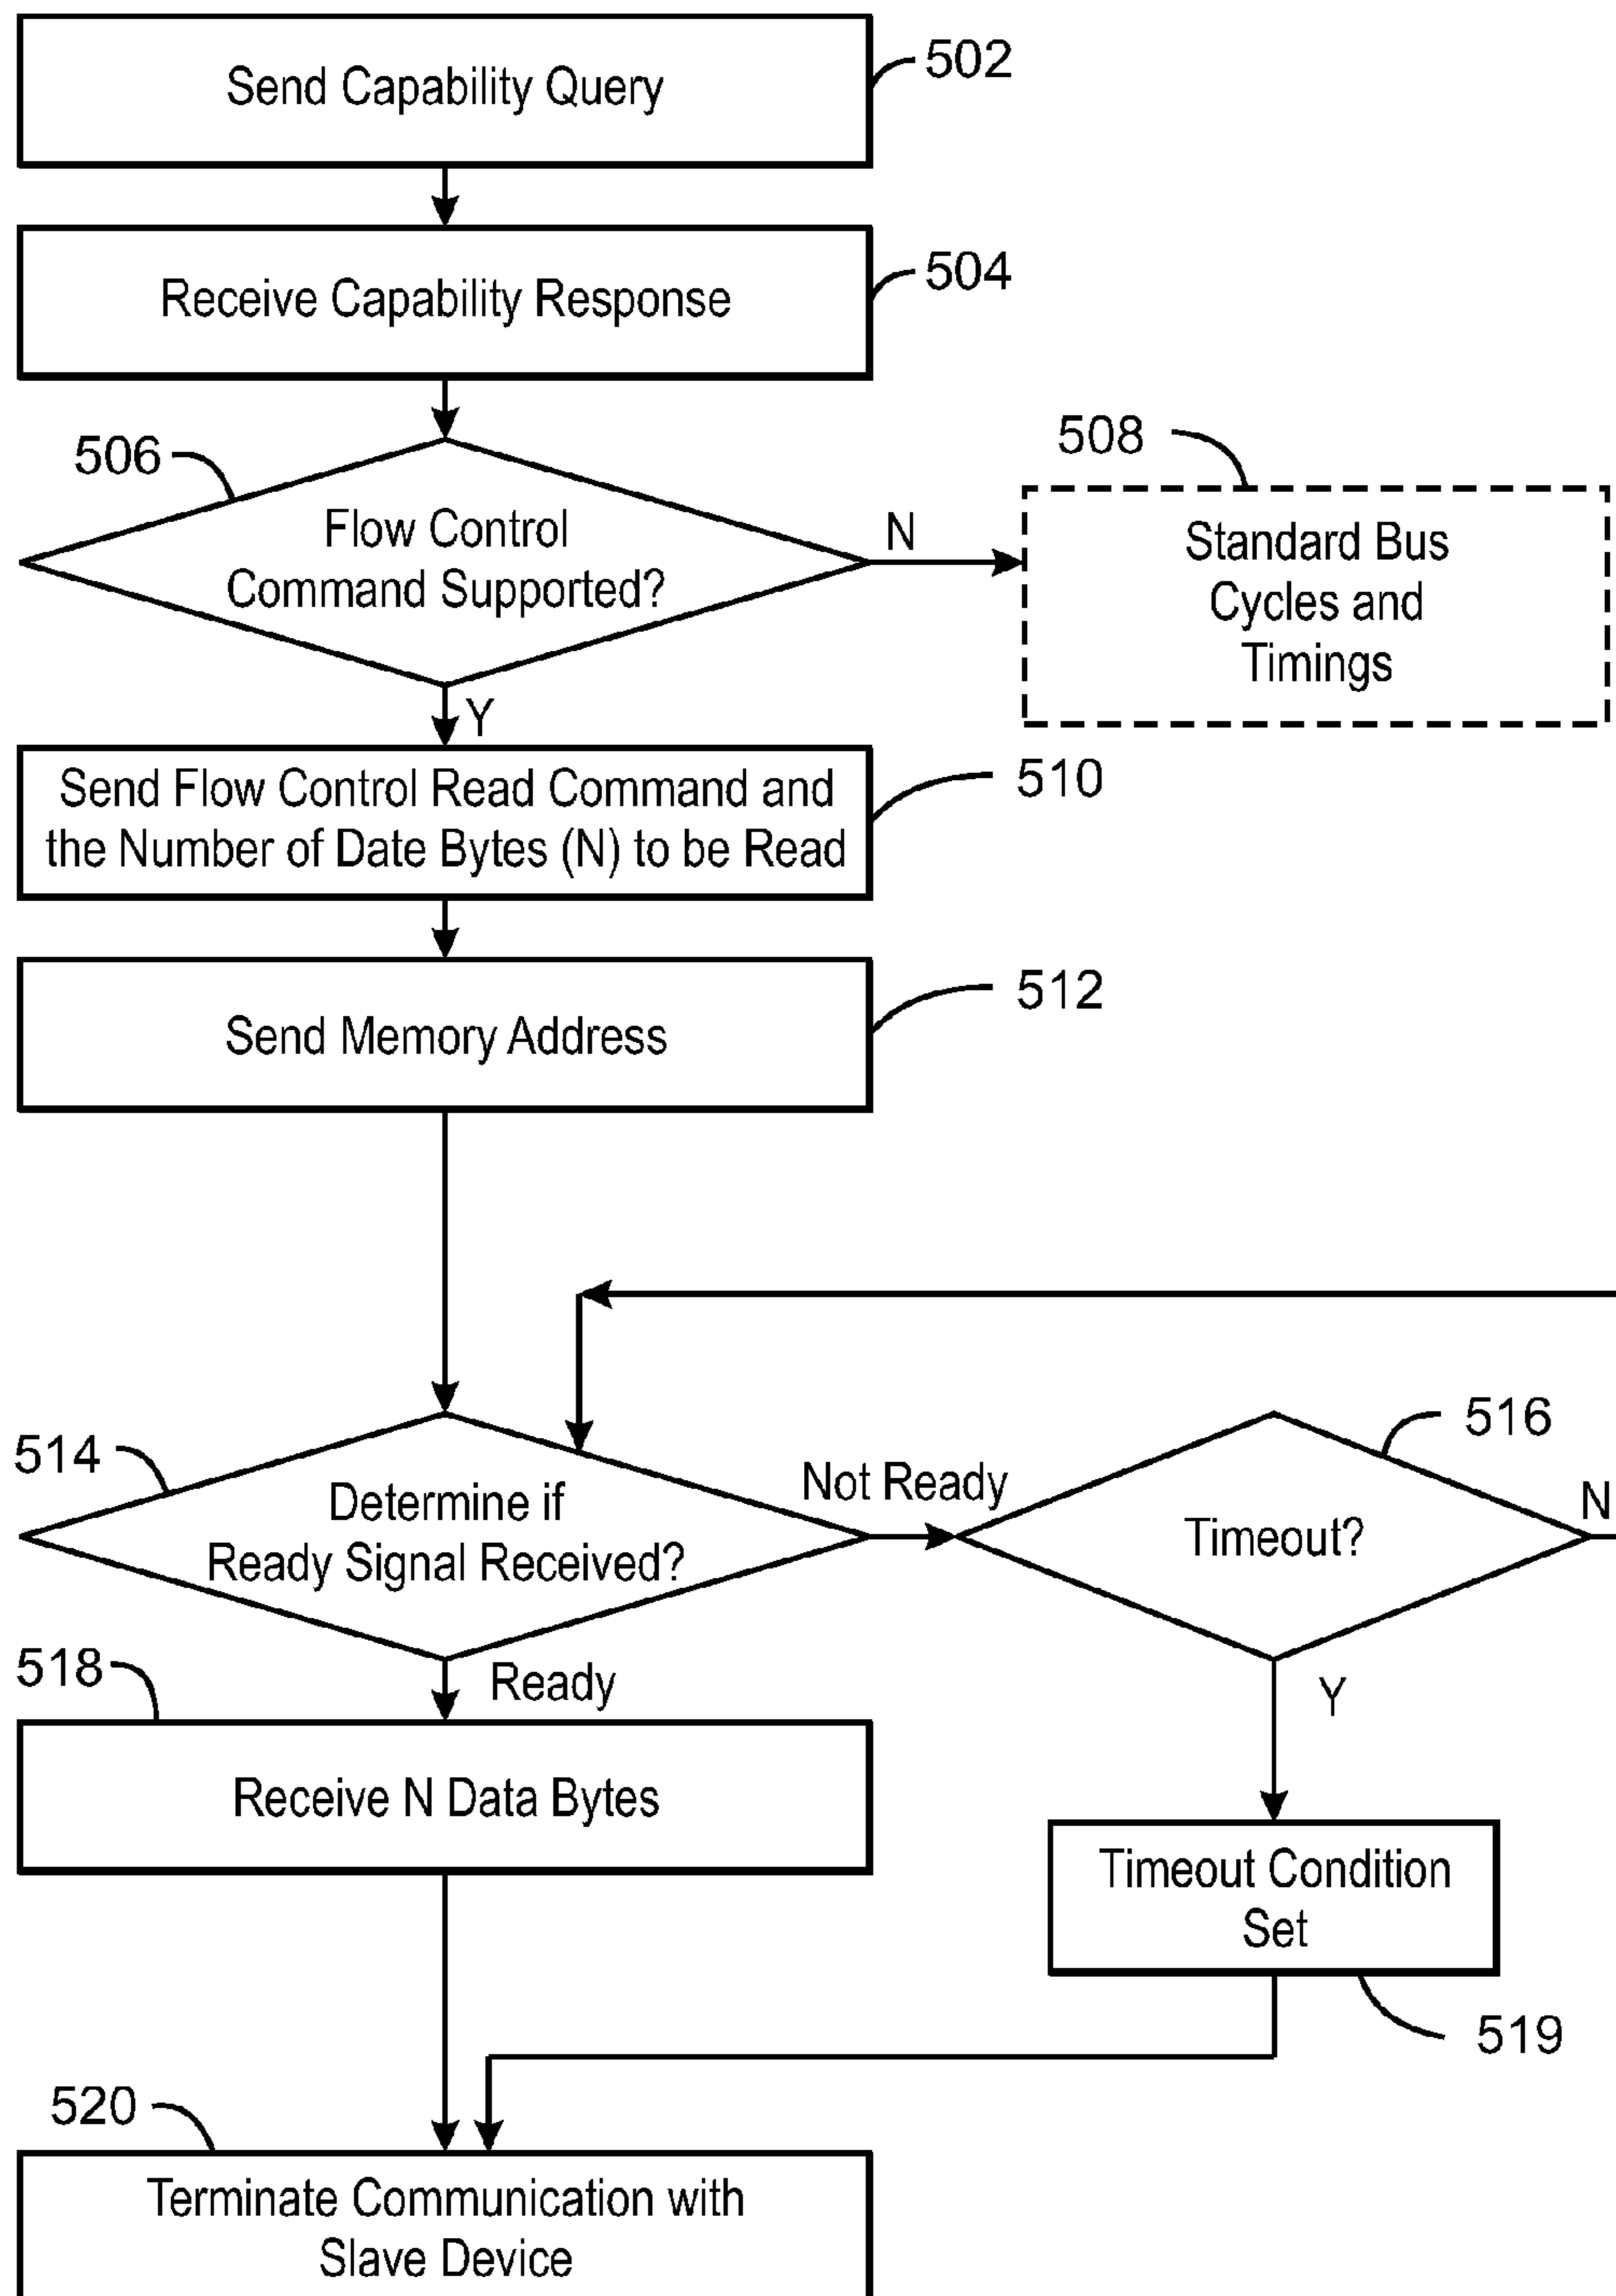 Send Capability Query
502
Receive Capability Response
504
506
Flow Control
Command Supported?
N
508
Standard Bus
Cycles and
Timings
Y
Send Flow Control Read Command and
the Number of Date Bytes (N) to be Read
510
Send Memory Address
512
514
Determine if
Ready Signal Received?
Not Ready
516
Timeout?
N
518
Ready
Y
Receive N Data Bytes
Timeout Condition
Set
519
520
Terminate Communication with
Slave Device